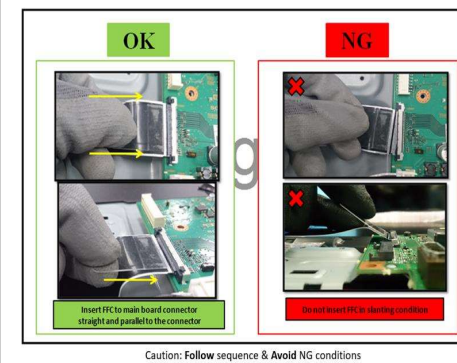 OK
NG
g
Insert FFC to main board connector
straight and parallel to the connector
Do not insert FFC in slanting condition
Caution: Follow sequence & Avoid NG conditions